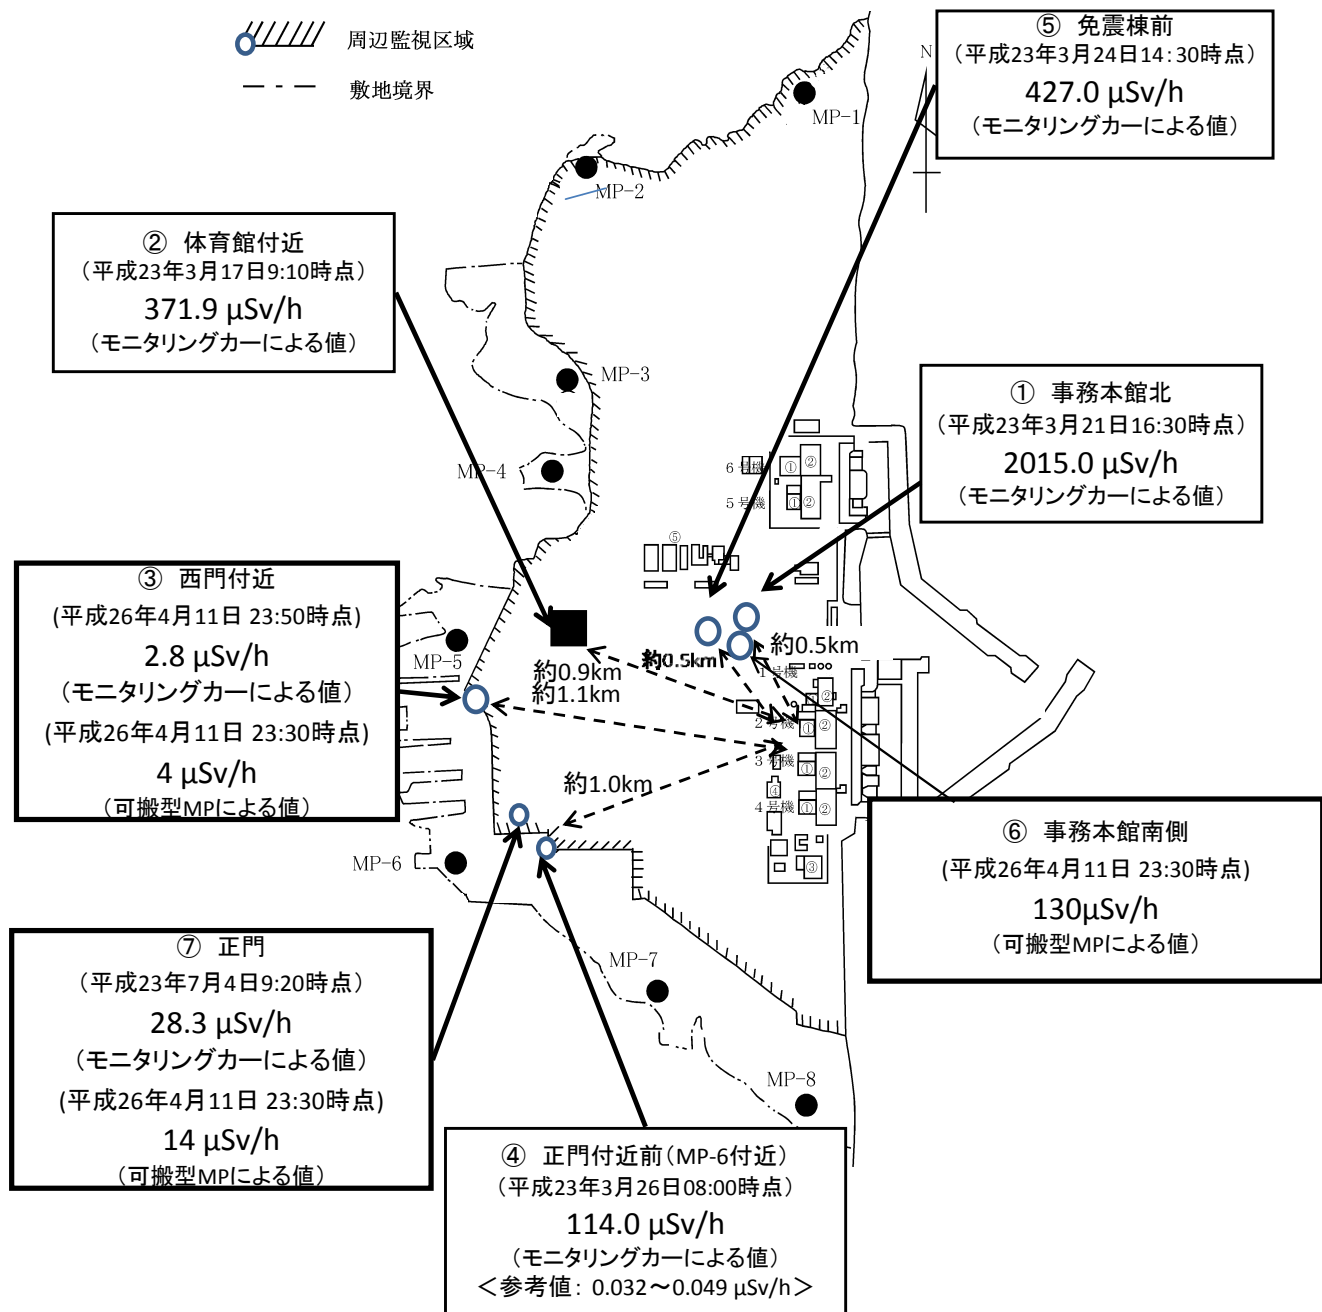 周辺監視区域
敷地境界
⑤ 免震棟前
（平成23年3月24日14：30時点）
427.0 μSv/h
（モニタリングカーによる値）
N
MP-1
MP-2
② 体育館付近
（平成23年3月17日9:10時点）
371.9 μSv/h
（モニタリングカーによる値）
MP-3
① 事務本館北
（平成23年3月21日16:30時点）
2015.0 μSv/h
（モニタリングカーによる値）
MP-4
6号機
①
②
5号機
①
②
⑤
③ 西門付近
(平成26年4月11日 23:50時点)
2.8 μSv/h
（モニタリングカーによる値）
(平成26年4月11日 23:30時点)
4 μSv/h
（可搬型MPによる値）
MP-5
約0.9km
約1.1km
約0.5km
約0.5km
1号機
②
2号機
①
②
3号機
①
②
約1.0km
④
4号機
①
②
③
MP-6
⑥ 事務本館南側
(平成26年4月11日 23:30時点)
130μSv/h
（可搬型MPによる値）
⑦ 正門
（平成23年7月4日9:20時点）
28.3 μSv/h
（モニタリングカーによる値）
(平成26年4月11日 23:30時点)
14 μSv/h
（可搬型MPによる値）
MP-7
MP-8
④ 正門付近前（MP-6付近）
（平成23年3月26日08:00時点）
114.0 μSv/h
（モニタリングカーによる値）
＜参考値：0.032～0.049 μSv/h＞